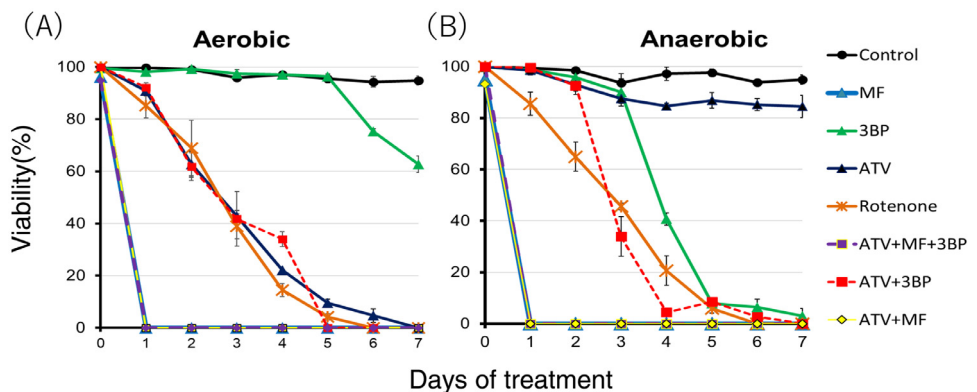 (A)
Aerobic
(B)
Anaerobic
Viability(%)
100
80
60
40
20
0
0 1 2 3 4 5 6 7
100
80
60
40
20
0
0 1 2 3 4 5 6 7
Days of treatment
Control
MF
3BP
ATV
Rotenone
ATV+MF+3BP
ATV+3BP
ATV+MF